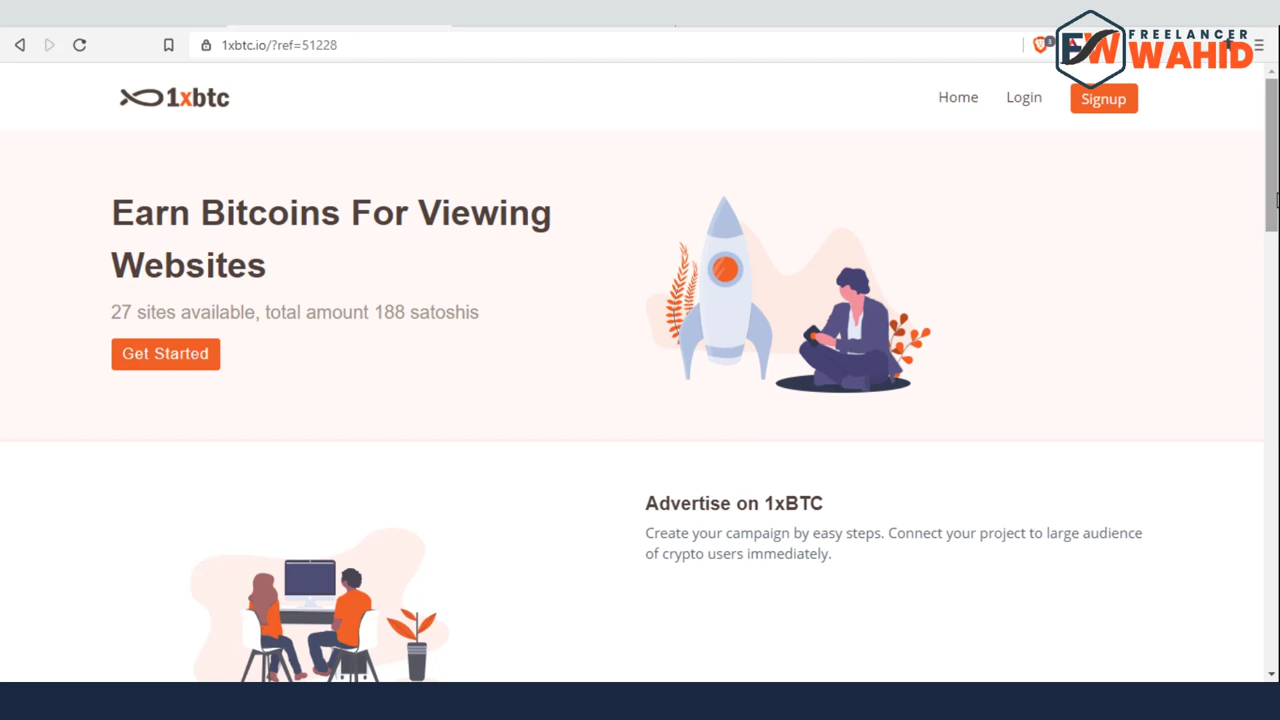 1xbtc.io/?ref=51228
FREELANCER
WAHID
1xbtc
Home
Login
Signup
Earn Bitcoins For Viewing
Websites
27 sites available, total amount 188 satoshis
Get Started
Advertise on 1xBTC
Create your campaign by easy steps. Connect your project to large audience
of crypto users immediately.